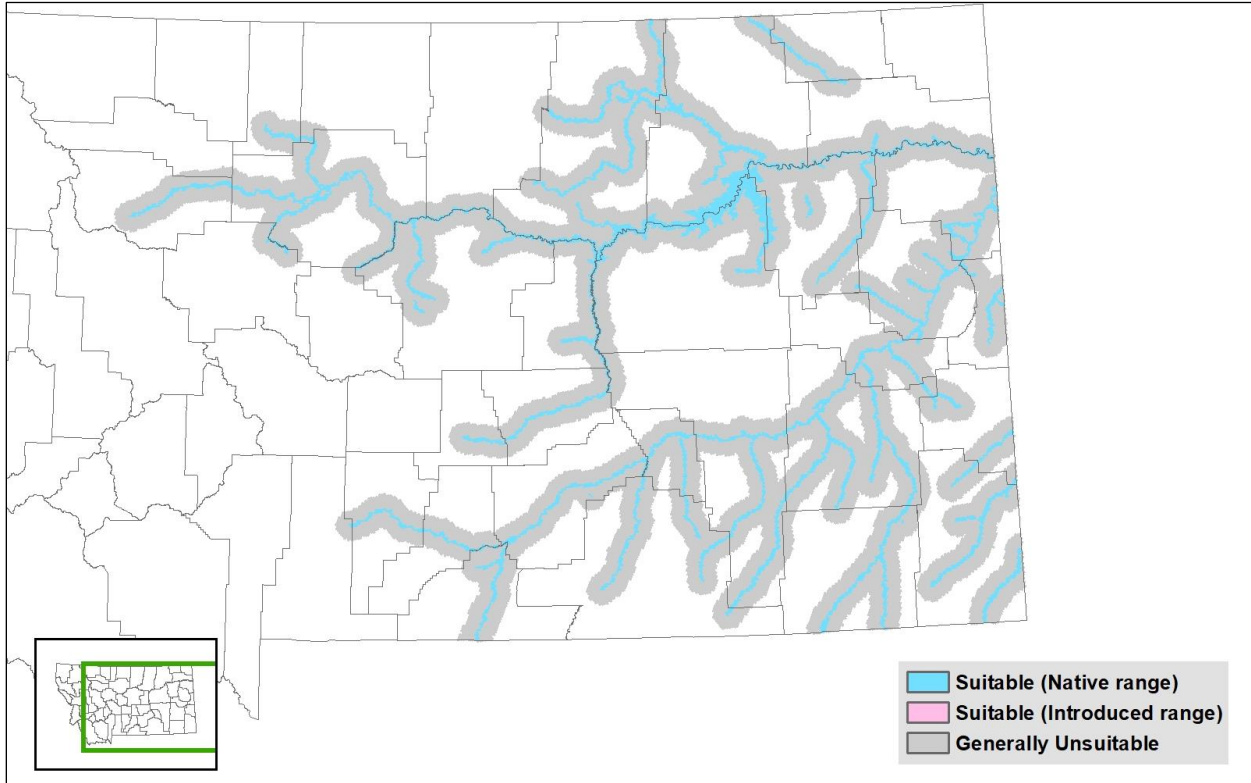 Suitable (Native range)
Suitable (Introduced range)
Generally Unsuitable